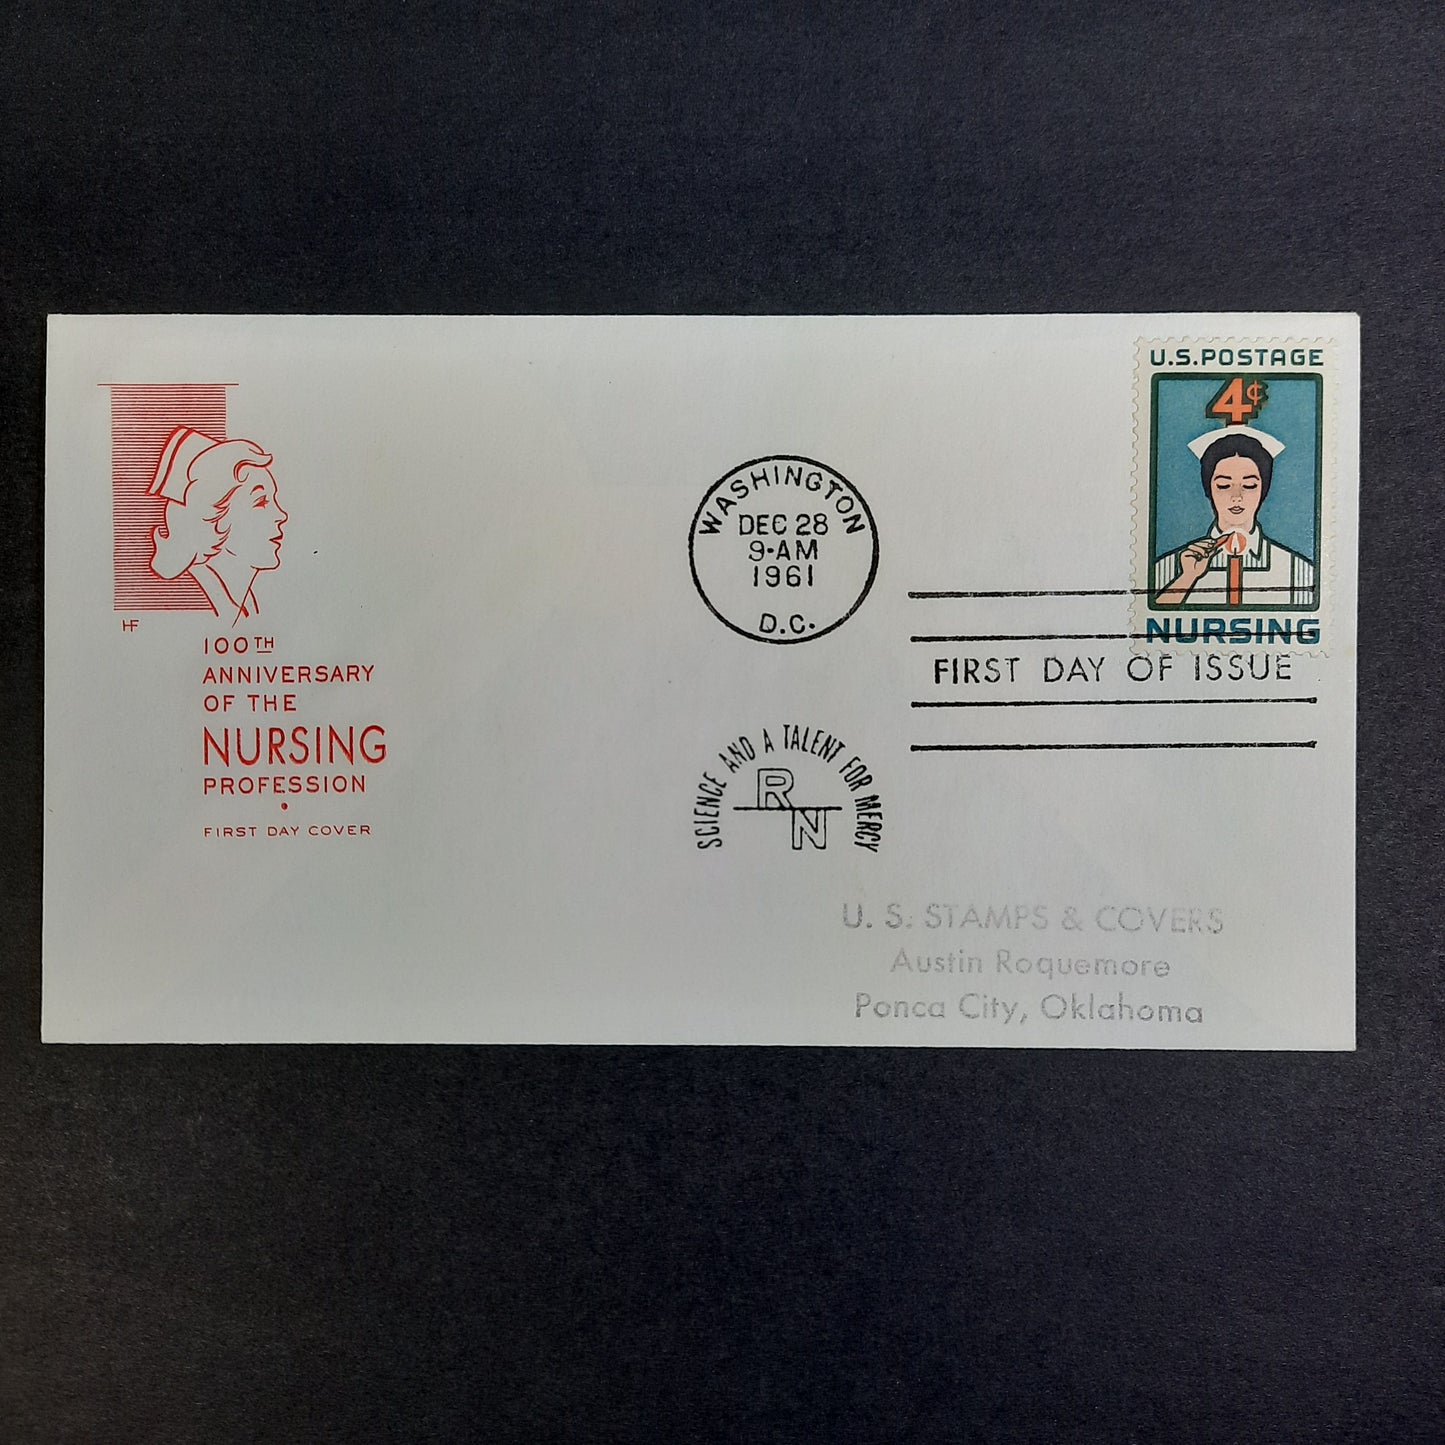 U.S. POSTAGE
4¢
NURSING
WASHINGTON
DEC 28
9-AM
1961
D.C.
FIRST DAY OF ISSUE
HF
100TH
ANNIVERSARY
OF THE
NURSING
PROFESSION
FIRST DAY COVER
SCIENCE AND A TALENT FOR MERCY
R
N
U. S. STAMPS & COVERS
Austin Roquemore
Ponca City, Oklahoma